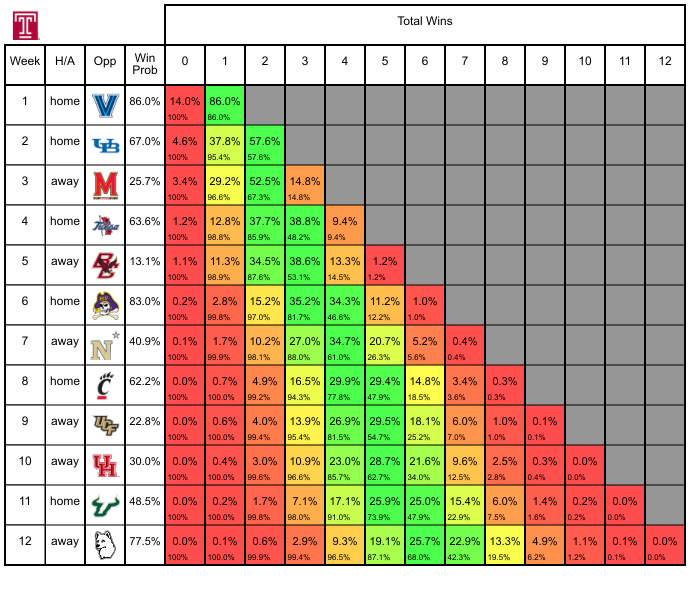 T
Total Wins
Week H/A Opp Win Prob 0 1 2 3 4 5 6 7 8 9 10 11 12
1 home V 86.0% 14.0% 86.0%
100% 86.0%
2 home UB 67.0% 4.6% 37.8% 57.6%
100% 95.4% 57.6%
3 away M 25.7% 3.4% 29.2% 52.5% 14.8%
100% 96.6% 67.3% 14.8%
4 home Tulsa 63.6% 1.2% 12.8% 37.7% 38.8% 9.4%
100% 98.8% 85.9% 48.2% 9.4%
5 away BC 13.1% 1.1% 11.3% 34.5% 38.6% 13.3% 1.2%
100% 98.9% 87.6% 53.1% 14.5% 1.2%
6 home 83.0% 0.2% 2.8% 15.2% 35.2% 34.3% 11.2% 1.0%
100% 99.8% 97.0% 81.7% 46.6% 12.2% 1.0%
7 away N 40.9% 0.1% 1.7% 10.2% 27.0% 34.7% 20.7% 5.2% 0.4%
100% 99.9% 98.1% 88.0% 61.0% 26.3% 5.6% 0.4%
8 home C 62.2% 0.0% 0.7% 4.9% 16.5% 29.9% 29.4% 14.8% 3.4% 0.3%
100% 100.0% 99.2% 94.3% 77.8% 47.9% 18.5% 3.6% 0.3%
9 away UCF 22.8% 0.0% 0.6% 4.0% 13.9% 26.9% 29.5% 18.1% 6.0% 1.0% 0.1%
100% 100.0% 99.4% 95.4% 81.5% 54.7% 25.2% 7.0% 1.0% 0.1%
10 away UH 30.0% 0.0% 0.4% 3.0% 10.9% 23.0% 28.7% 21.6% 9.6% 2.5% 0.3% 0.0%
100% 100.0% 99.6% 96.6% 85.7% 62.7% 34.0% 12.5% 2.8% 0.4% 0.0%
11 home U 48.5% 0.0% 0.2% 1.7% 7.1% 17.1% 25.9% 25.0% 15.4% 6.0% 1.4% 0.2% 0.0%
100% 100.0% 99.8% 98.0% 91.0% 73.9% 47.9% 22.9% 7.5% 1.6% 0.2% 0.0%
12 away 77.5% 0.0% 0.1% 0.6% 2.9% 9.3% 19.1% 25.7% 22.9% 13.3% 4.9% 1.1% 0.1% 0.0%
100% 100.0% 99.9% 99.4% 96.5% 87.1% 68.0% 42.3% 19.5% 6.2% 1.2% 0.1% 0.0%